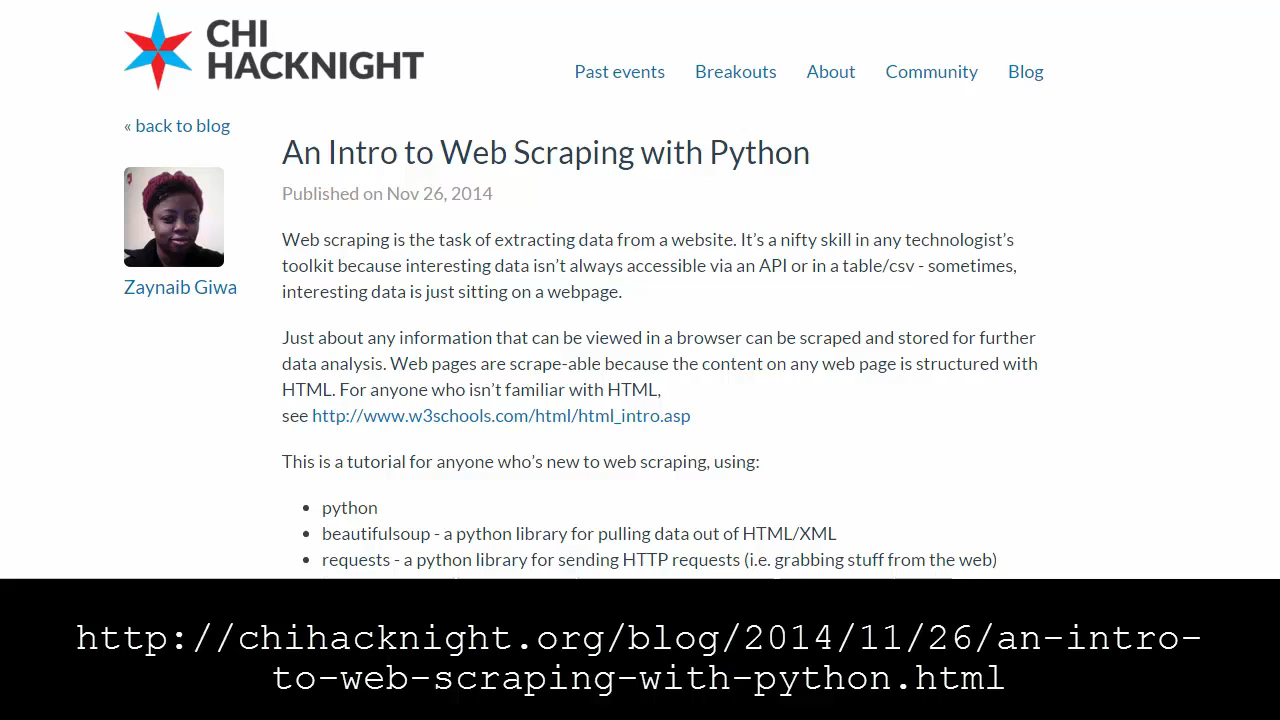 CHI
HACKNIGHT
Past events Breakouts About Community Blog
« back to blog
Zaynaib Giwa
An Intro to Web Scraping with Python
Published on Nov 26, 2014
Web scraping is the task of extracting data from a website. It’s a nifty skill in any technologist’s
toolkit because interesting data isn’t always accessible via an API or in a table/csv - sometimes,
interesting data is just sitting on a webpage.
Just about any information that can be viewed in a browser can be scraped and stored for further
data analysis. Web pages are scrape-able because the content on any web page is structured with
HTML. For anyone who isn’t familiar with HTML,
see http://www.w3schools.com/html/html_intro.asp
This is a tutorial for anyone who’s new to web scraping, using:
• python
• beautifulsoup - a python library for pulling data out of HTML/XML
• requests - a python library for sending HTTP requests (i.e. grabbing stuff from the web)
http://chihacknight.org/blog/2014/11/26/an-intro-
to-web-scraping-with-python.html